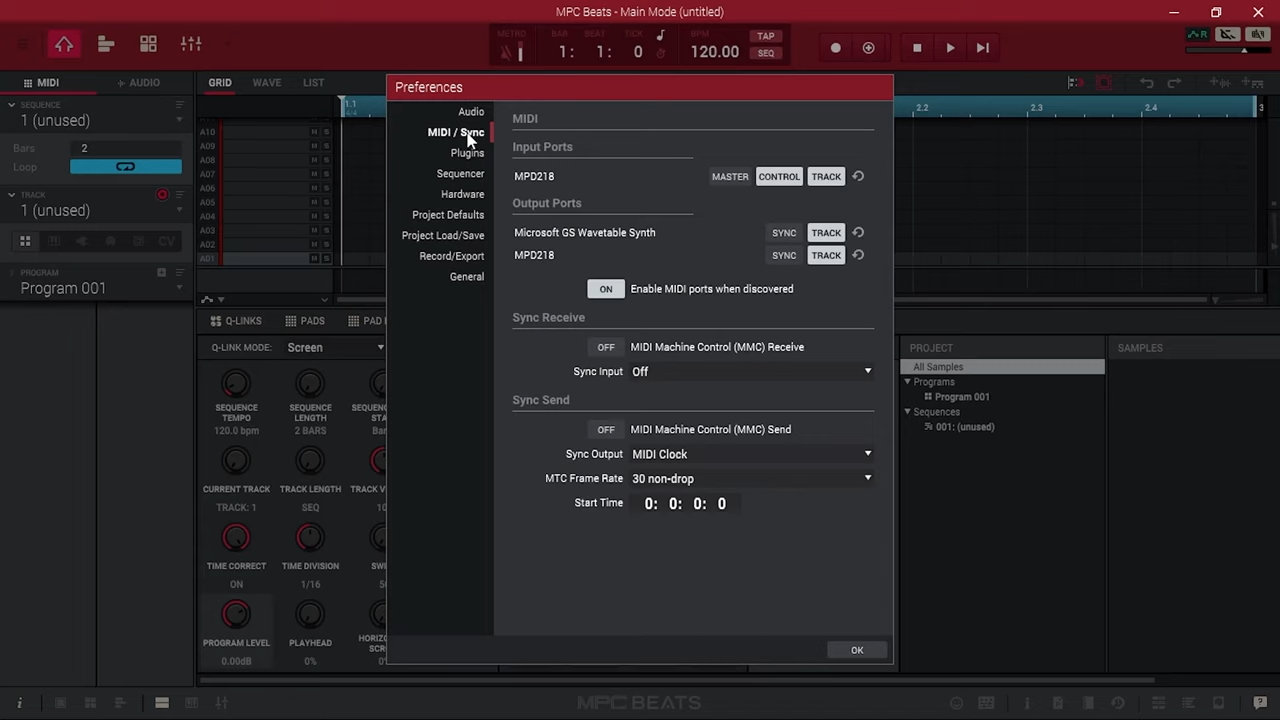 MPC Beats - Main Mode (untitled)
METRO
BAR BEAT TICK
1: 1: 0
BPM
120.00
TAP
SEQ
MIDI
AUDIO
GRID
WAVE
LIST
SEQUENCE
1 (unused)
Bars 2
Loop
TRACK
1 (unused)
CV
PROGRAM
Program 001
1.1
4/4
2.2
2.3
2.4
3
A10 M S
A09 M S
A08 M S
A07 M S
A06 M S
A05 M S
A04 M S
A03 M S
A02 M S
A01 M S
Preferences
Audio
MIDI / Sync
Plugins
Sequencer
Hardware
Project Defaults
Project Load/Save
Record/Export
General
MIDI
Input Ports
MPD218 MASTER CONTROL TRACK
Output Ports
Microsoft GS Wavetable Synth SYNC TRACK
MPD218 SYNC TRACK
ON Enable MIDI ports when discovered
Sync Receive
OFF MIDI Machine Control (MMC) Receive
Sync Input Off
Sync Send
OFF MIDI Machine Control (MMC) Send
Sync Output MIDI Clock
MTC Frame Rate 30 non-drop
Start Time 0: 0: 0: 0
OK
Q-LINKS PADS PAD
Q-LINK MODE: Screen
SEQUENCE TEMPO
120.0 bpm
SEQUENCE LENGTH
2 BARS
CURRENT TRACK
TRACK: 1
TRACK LENGTH
SEQ
TIME CORRECT
ON
TIME DIVISION
1/16
PROGRAM LEVEL
0.00dB
PLAYHEAD
0%
PROJECT
All Samples
Programs
Program 001
Sequences
001: (unused)
SAMPLES
MPC BEATS